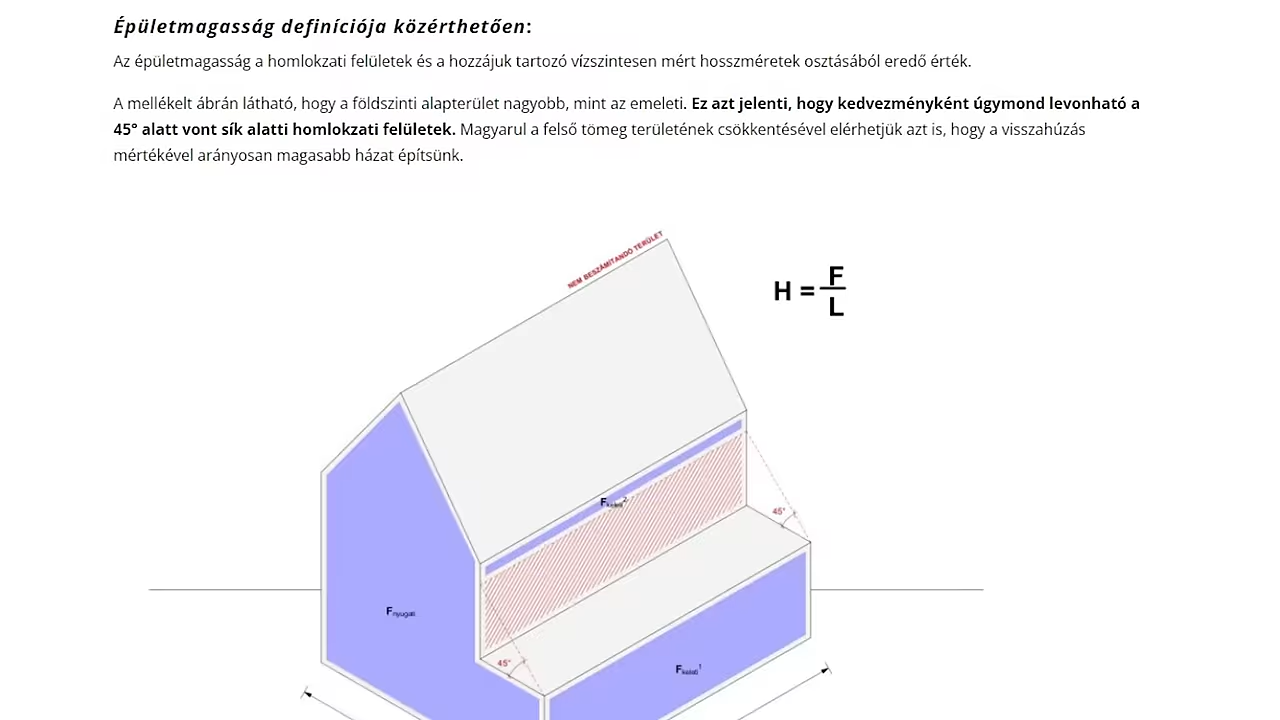 Épületmagasság definíciója közérthetően:
Az épületmagasság a homlokzati felületek és a hozzájuk tartozó vízszintesen mért hosszméretek osztásából eredő érték.
A mellékelt ábrán látható, hogy a földszinti alapterület nagyobb, mint az emeleti. Ez azt jelenti, hogy kedvezményként úgymond levonható a
45° alatt vont sík alatti homlokzati felületek. Magyarul a felső tömeg területének csökkentésével elérhetjük azt is, hogy a visszahúzás
mértékével arányosan magasabb házat építsünk.
NEM BESZÁMÍTANDÓ TERÜLET
H = F
L
Fkeleti2
45°
Fnyugati
45°
Fkeleti1